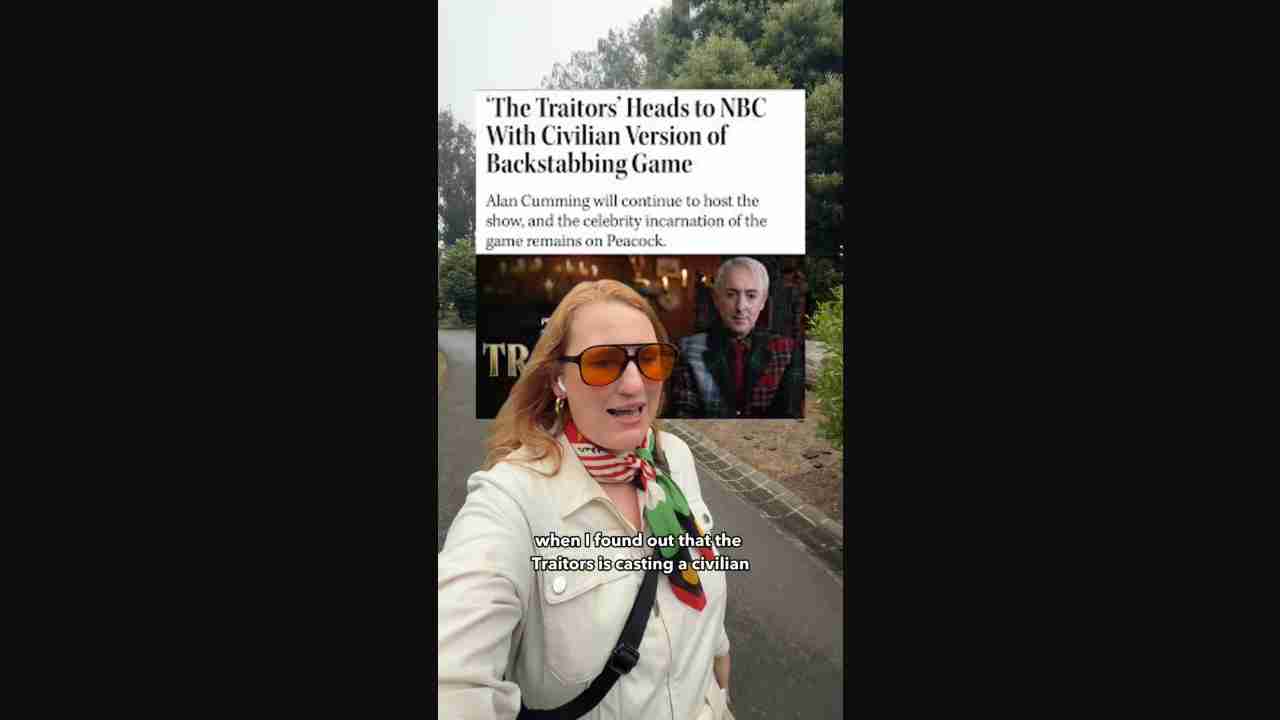 ‘The Traitors’ Heads to NBC
With Civilian Version of
Backstabbing Game
Alan Cumming will continue to host the
show, and the celebrity incarnation of the
game remains on Peacock.
TR
when I found out that the
Traitors is casting a civilian